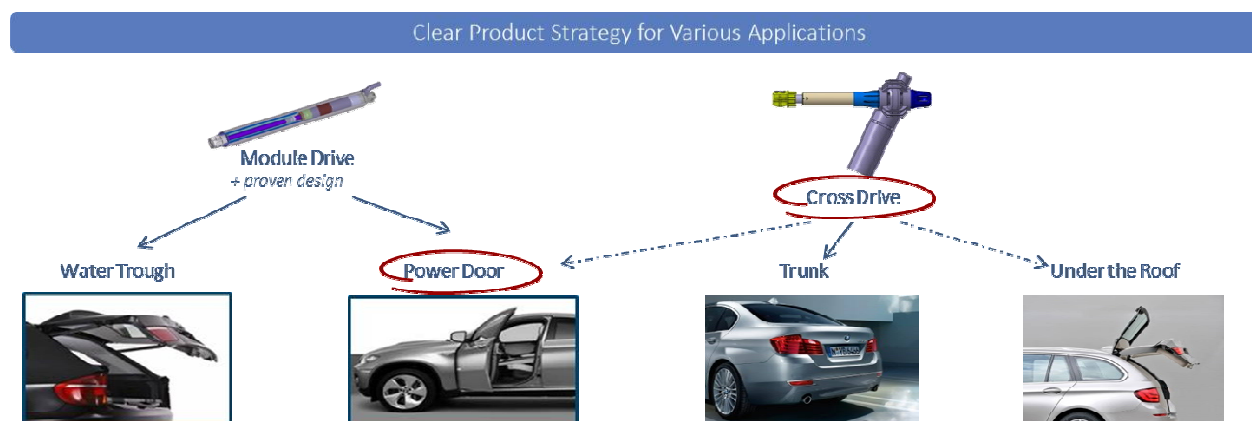 Clear Product Strategy for Various Applications
Module Drive
+ proven design
Cross Drive
Water Trough
Power Door
Trunk
Under the Roof